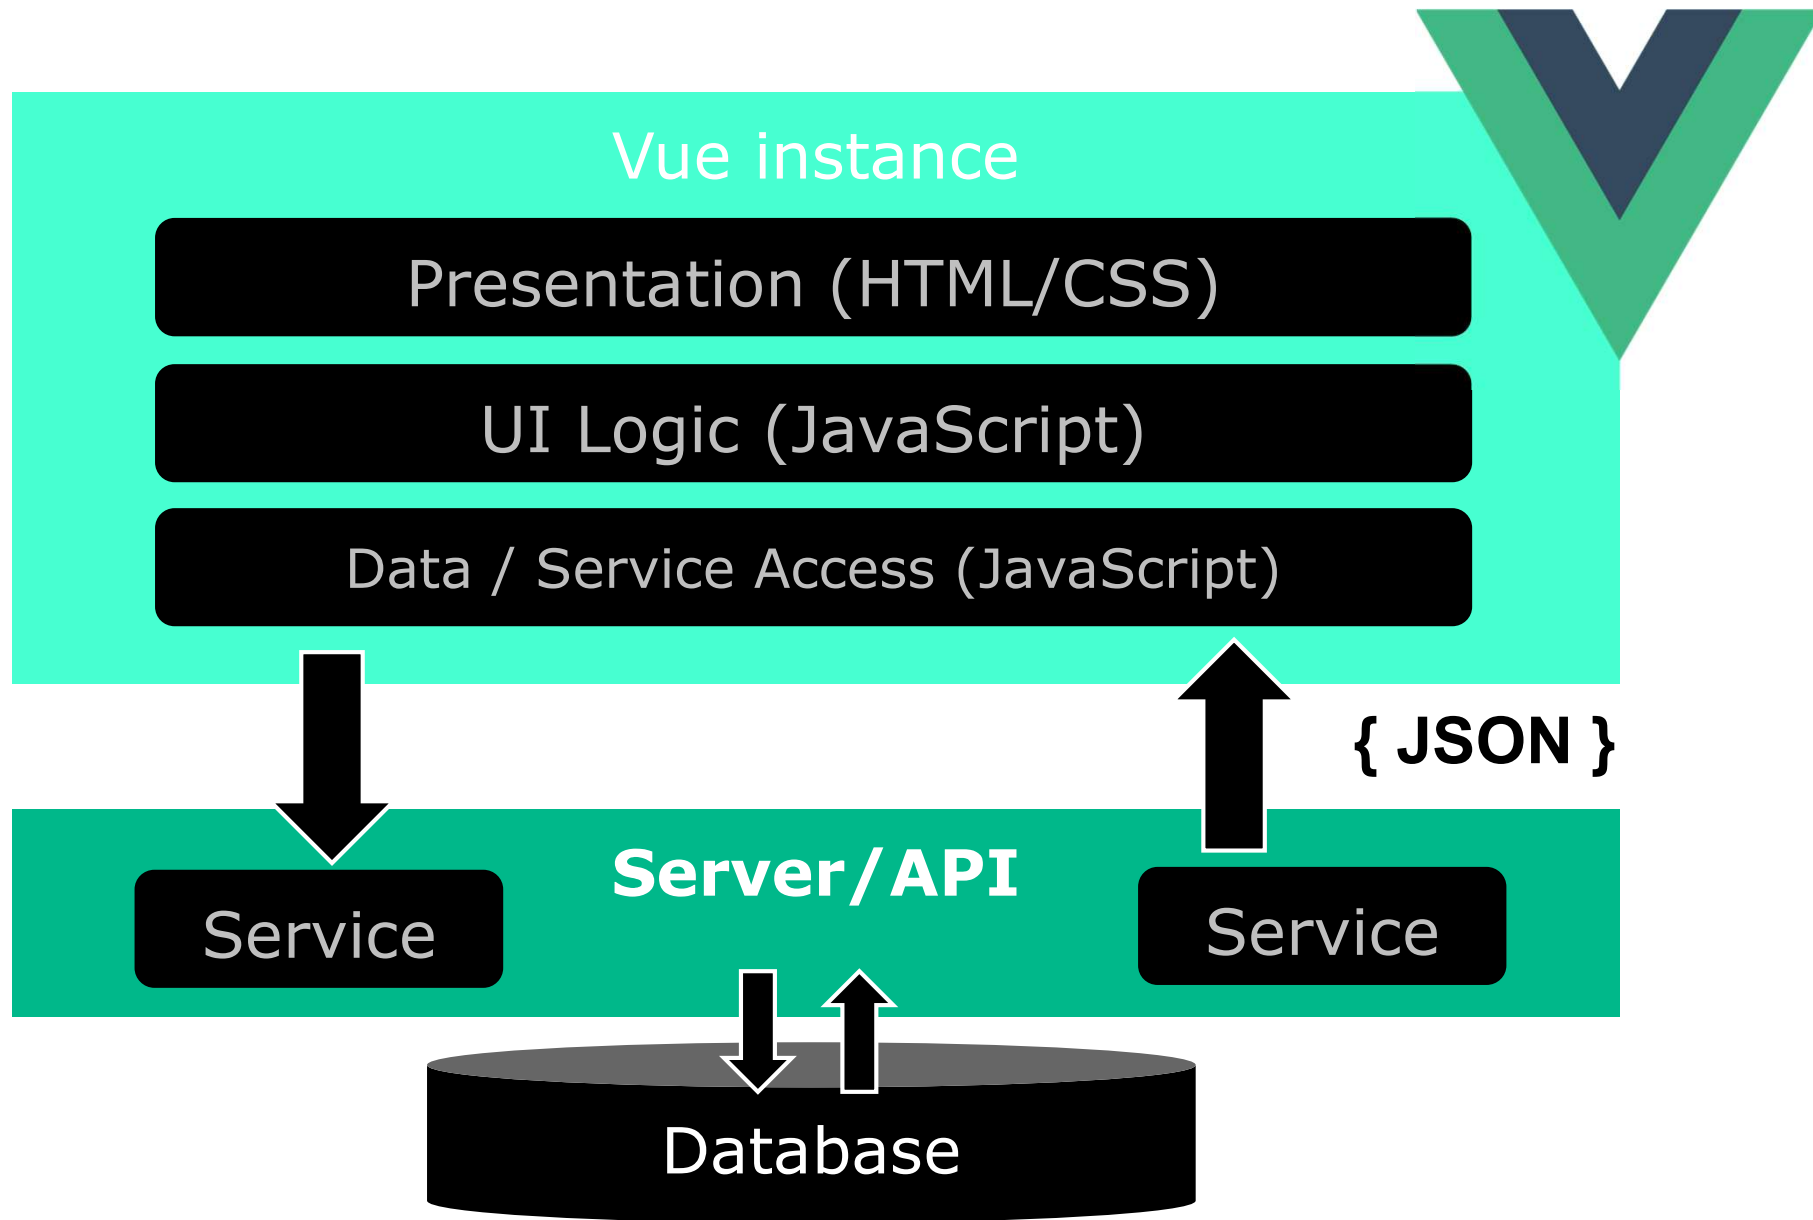 Vue instance
Presentation (HTML/CSS)
UI Logic (JavaScript)
Data / Service Access (JavaScript)
{ JSON }
Server/API
Service
Service
Database